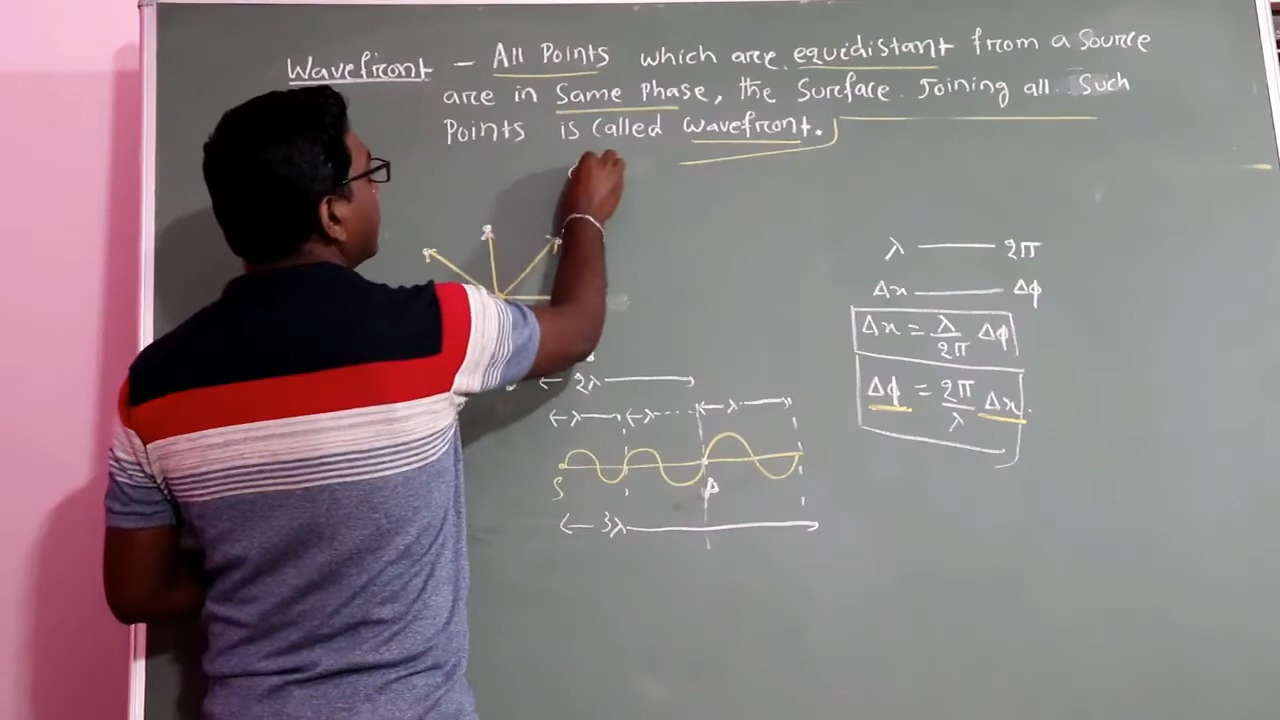 Wavefront - All Points which are equidistant from a Source
are in Same Phase, the Surface Joining all Such
Points is called Wavefront.
λ — 2π
Δx — Δϕ
Δx = λ/2π Δϕ
Δϕ = 2π/λ Δx
2λ
λ λ λ
S P
3λ